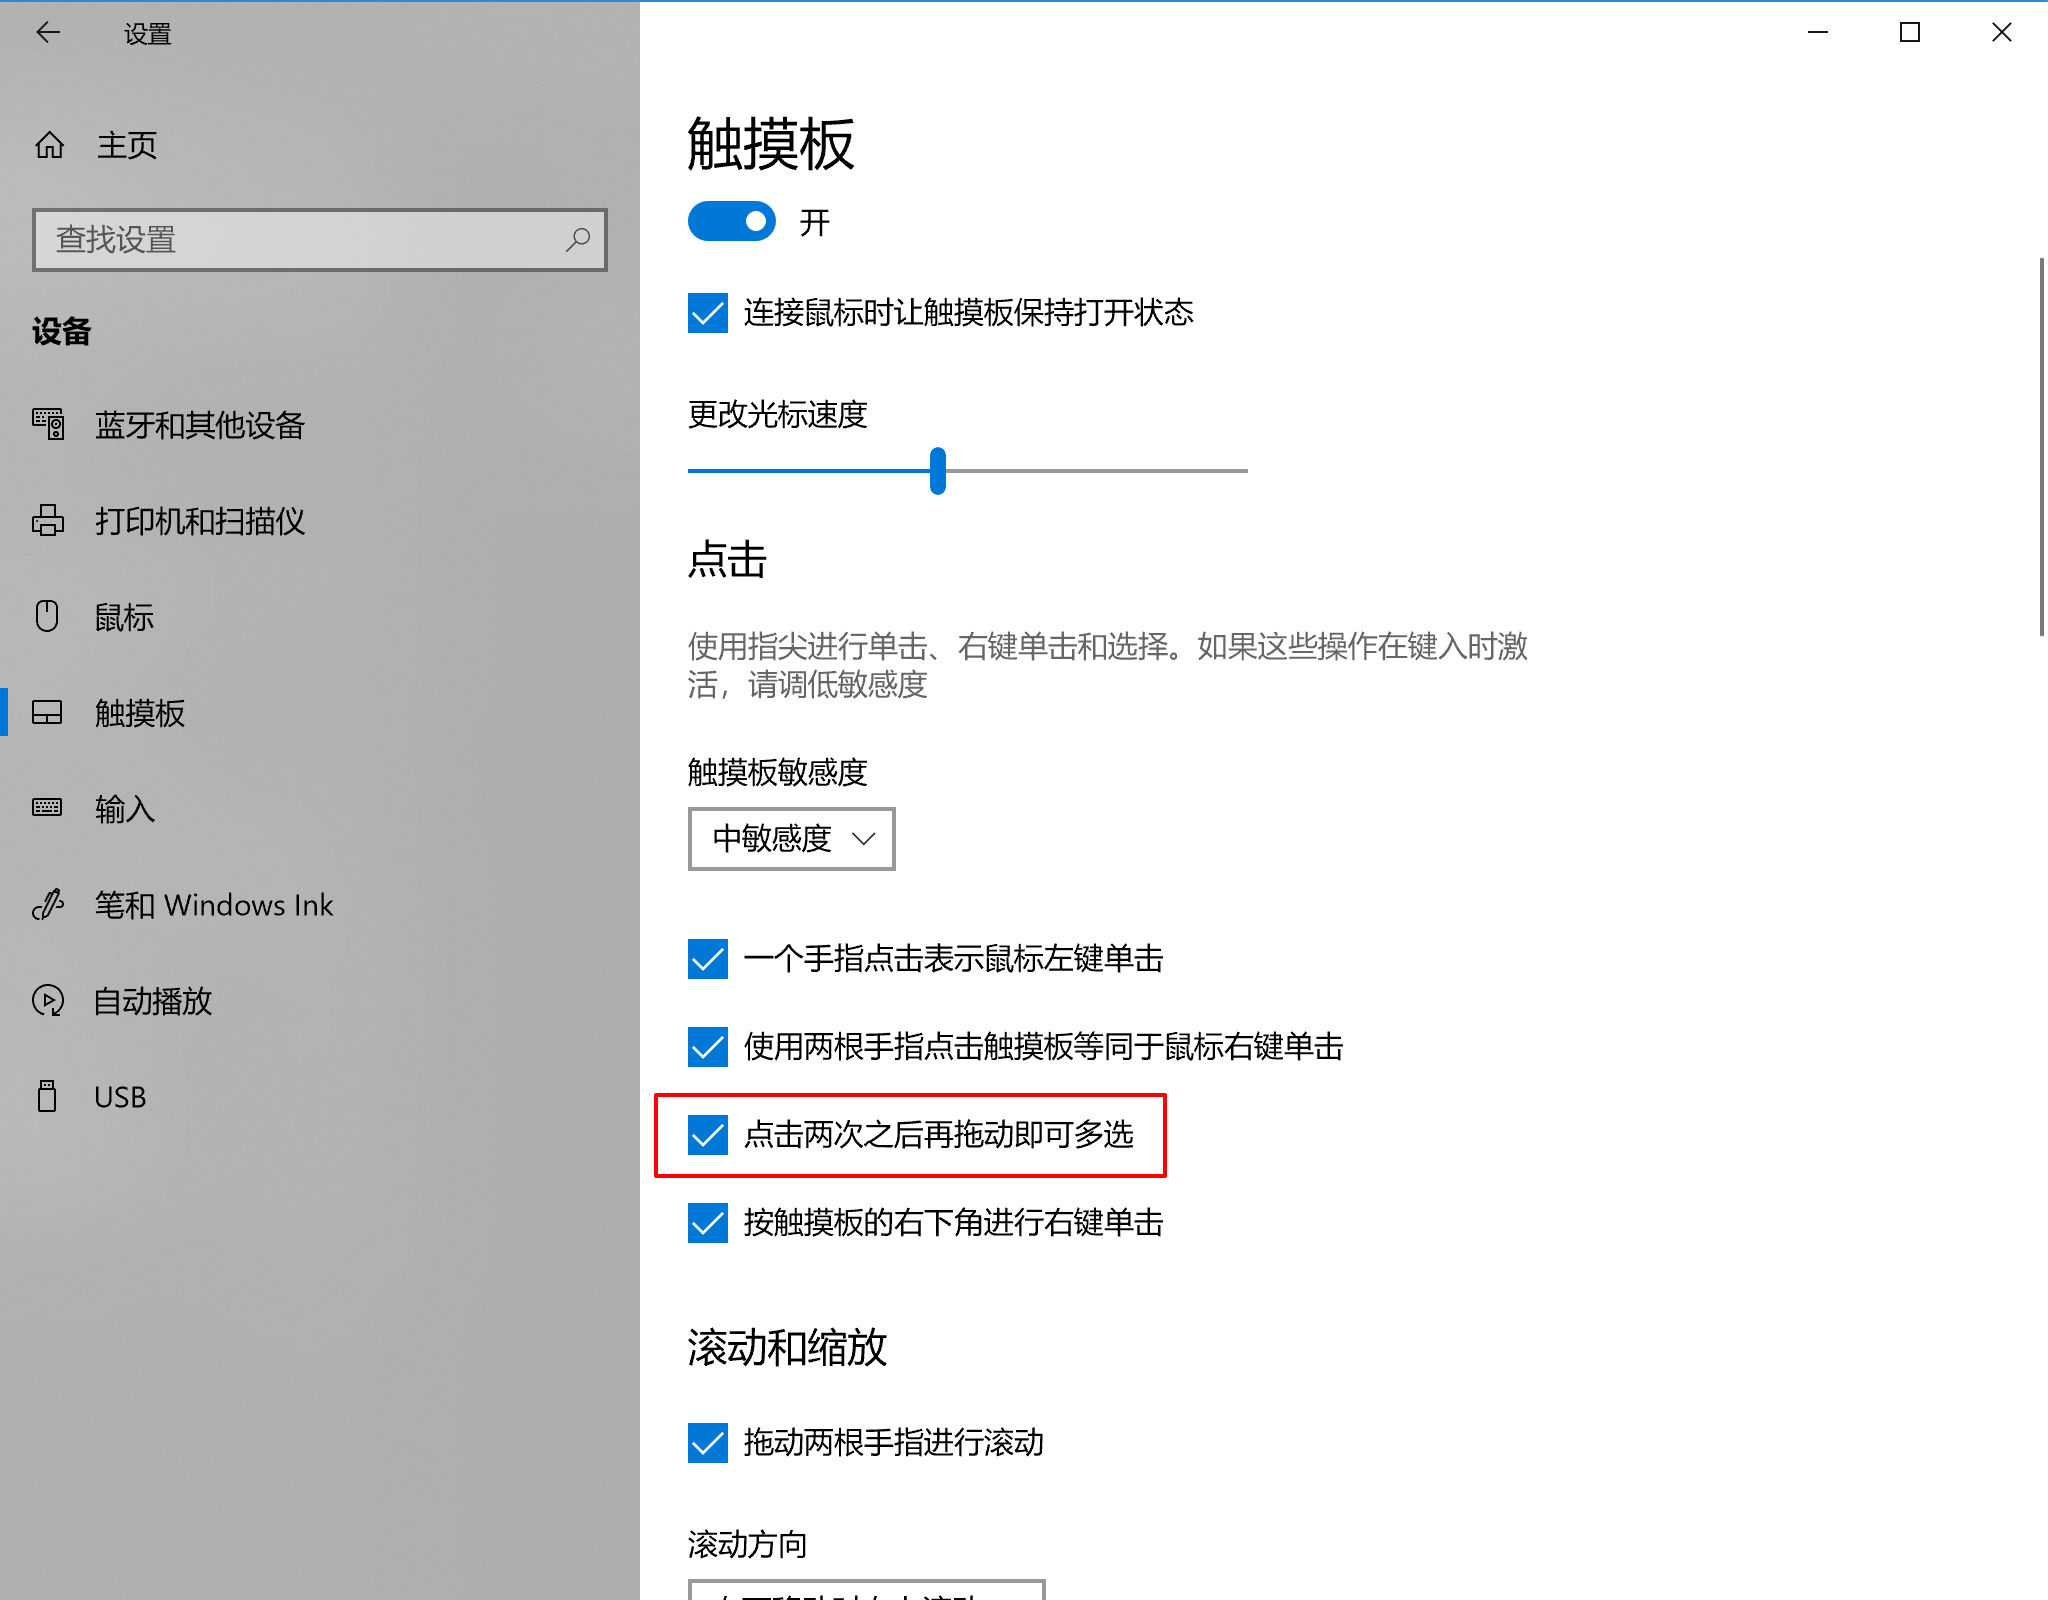 设置
主页
查找设置
设备
蓝牙和其他设备
打印机和扫描仪
鼠标
触摸板
输入
笔和 Windows Ink
自动播放
USB
触摸板
开
连接鼠标时让触摸板保持打开状态
更改光标速度
点击
使用指尖进行单击、右键单击和选择。如果这些操作在键入时激
活，请调低敏感度
触摸板敏感度
中敏感度
一个手指点击表示鼠标左键单击
使用两根手指点击触摸板等同于鼠标右键单击
点击两次之后再拖动即可多选
按触摸板的右下角进行右键单击
滚动和缩放
拖动两根手指进行滚动
滚动方向